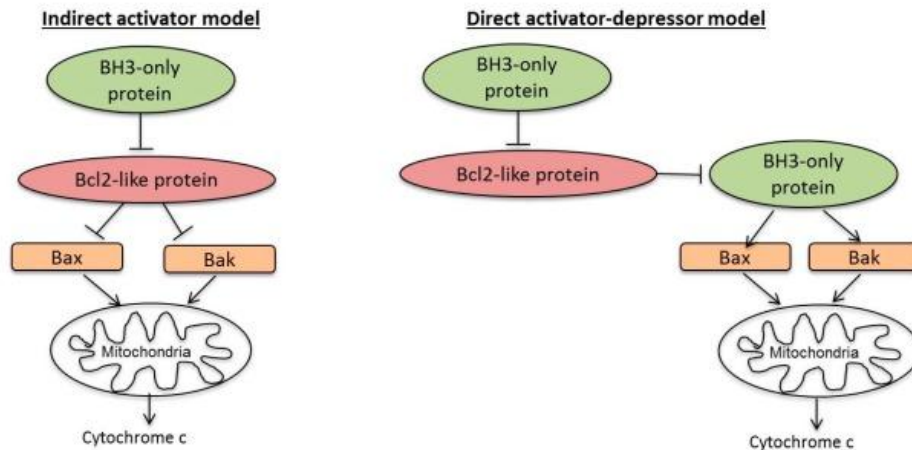 Indirect activator model
BH3-only
protein
Bcl2-like protein
Bax
Bak
Mitochondria
Cytochrome c
Direct activator-depressor model
BH3-only
protein
Bcl2-like protein
BH3-only
protein
Bax
Bak
Mitochondria
Cytochrome c